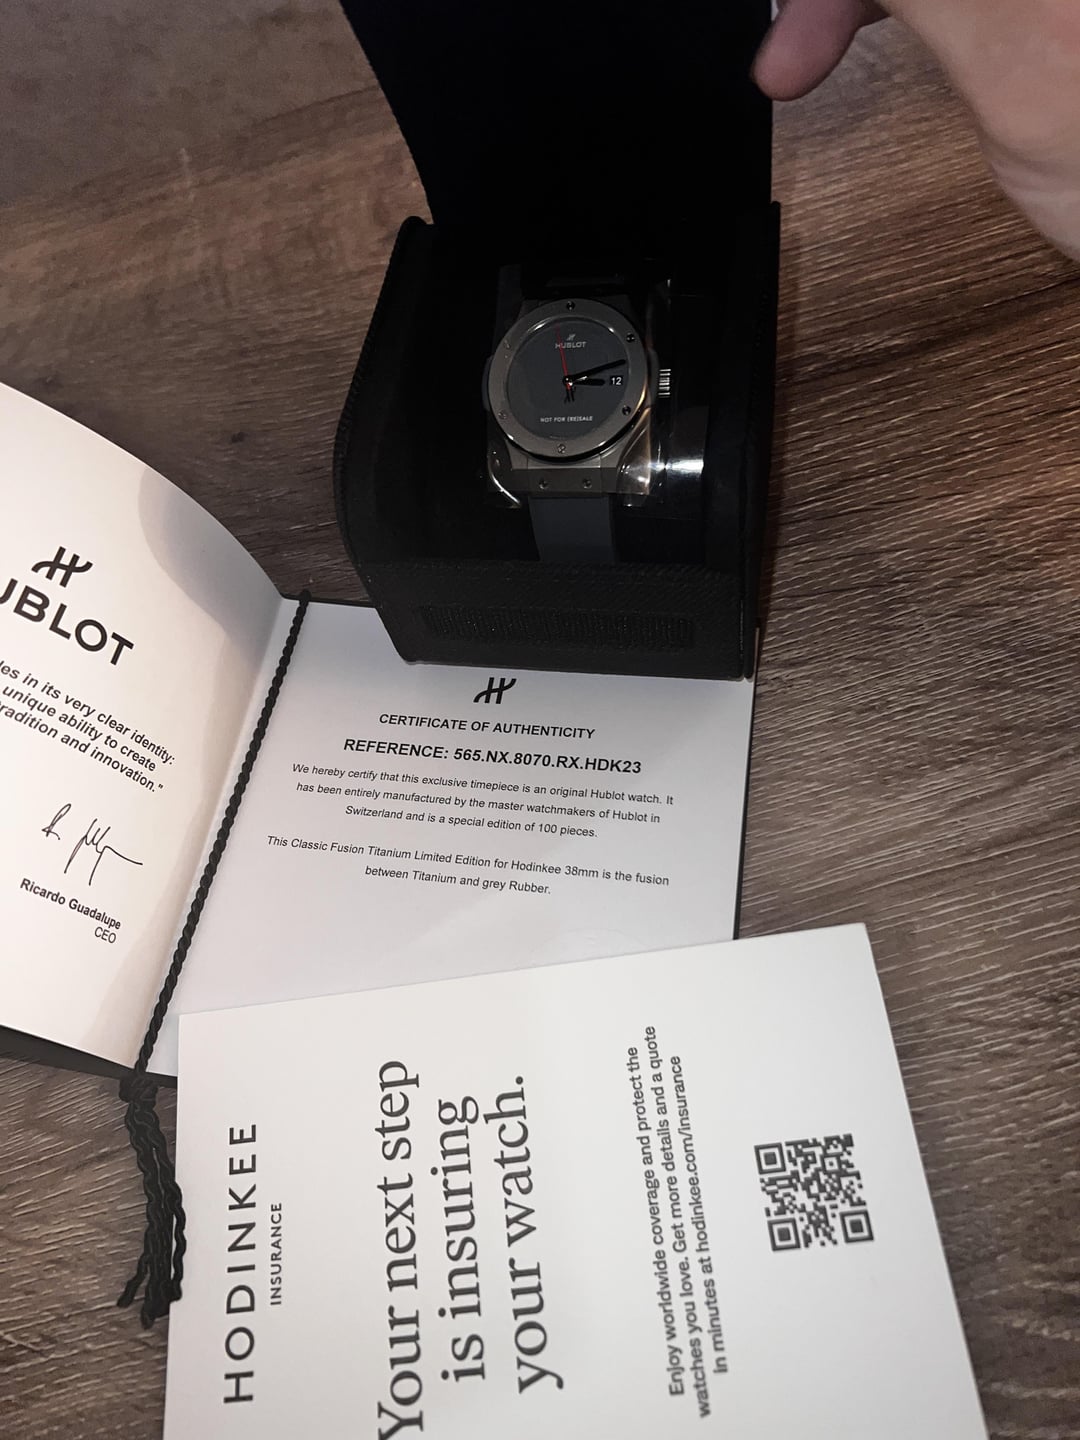 HUBLOT
12
NOT FOR (RE)SALE
UBLOT
in its very clear identity:
unique ability to create
tradition and innovation."
Ricardo Guadalupe
CEO
CERTIFICATE OF AUTHENTICITY
REFERENCE: 565.NX.8070.RX.HDK23
We hereby certify that this exclusive timepiece is an original Hublot watch. It
has been entirely manufactured by the master watchmakers of Hublot in
Switzerland and is a special edition of 100 pieces.
This Classic Fusion Titanium Limited Edition for Hodinkee 38mm is the fusion
between Titanium and grey Rubber.
HODINKEE
INSURANCE
Your next step
is insuring
your watch.
Enjoy worldwide coverage and protect the
watches you love. Get more details and a quote
in minutes at hodinkee.com/insurance